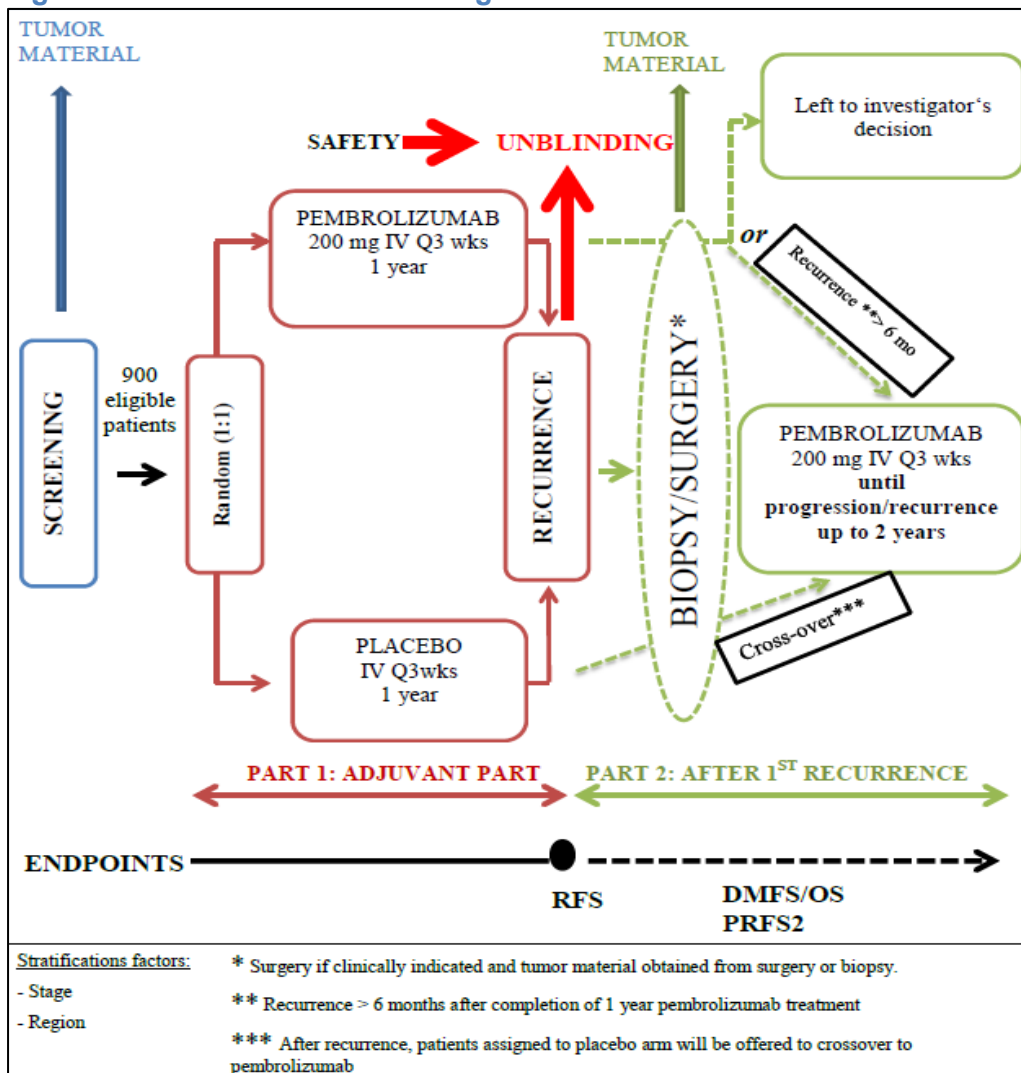 TUMOR
MATERIAL
TUMOR
MATERIAL
Left to investigator's
decision
SAFETY
UNBLINDING
PEMBROLIZUMAB
200 mg IV Q3 wks
1 year
or
Recurrence **> 6 mo
SCREENING
900
eligible
patients
Random (1:1)
RECURRENCE
BIOPSY/SURGERY*
PEMBROLIZUMAB
200 mg IV Q3 wks
until
progression/recurrence
up to 2 years
Cross-over***
PLACEBO
IV Q3wks
1 year
PART 1: ADJUVANT PART
PART 2: AFTER 1ST RECURRENCE
ENDPOINTS
RFS
DMFS/OS
PRFS2
Stratifications factors:
- Stage
- Region
* Surgery if clinically indicated and tumor material obtained from surgery or biopsy.
** Recurrence > 6 months after completion of 1 year pembrolizumab treatment
*** After recurrence, patients assigned to placebo arm will be offered to crossover to
pembrolizumab